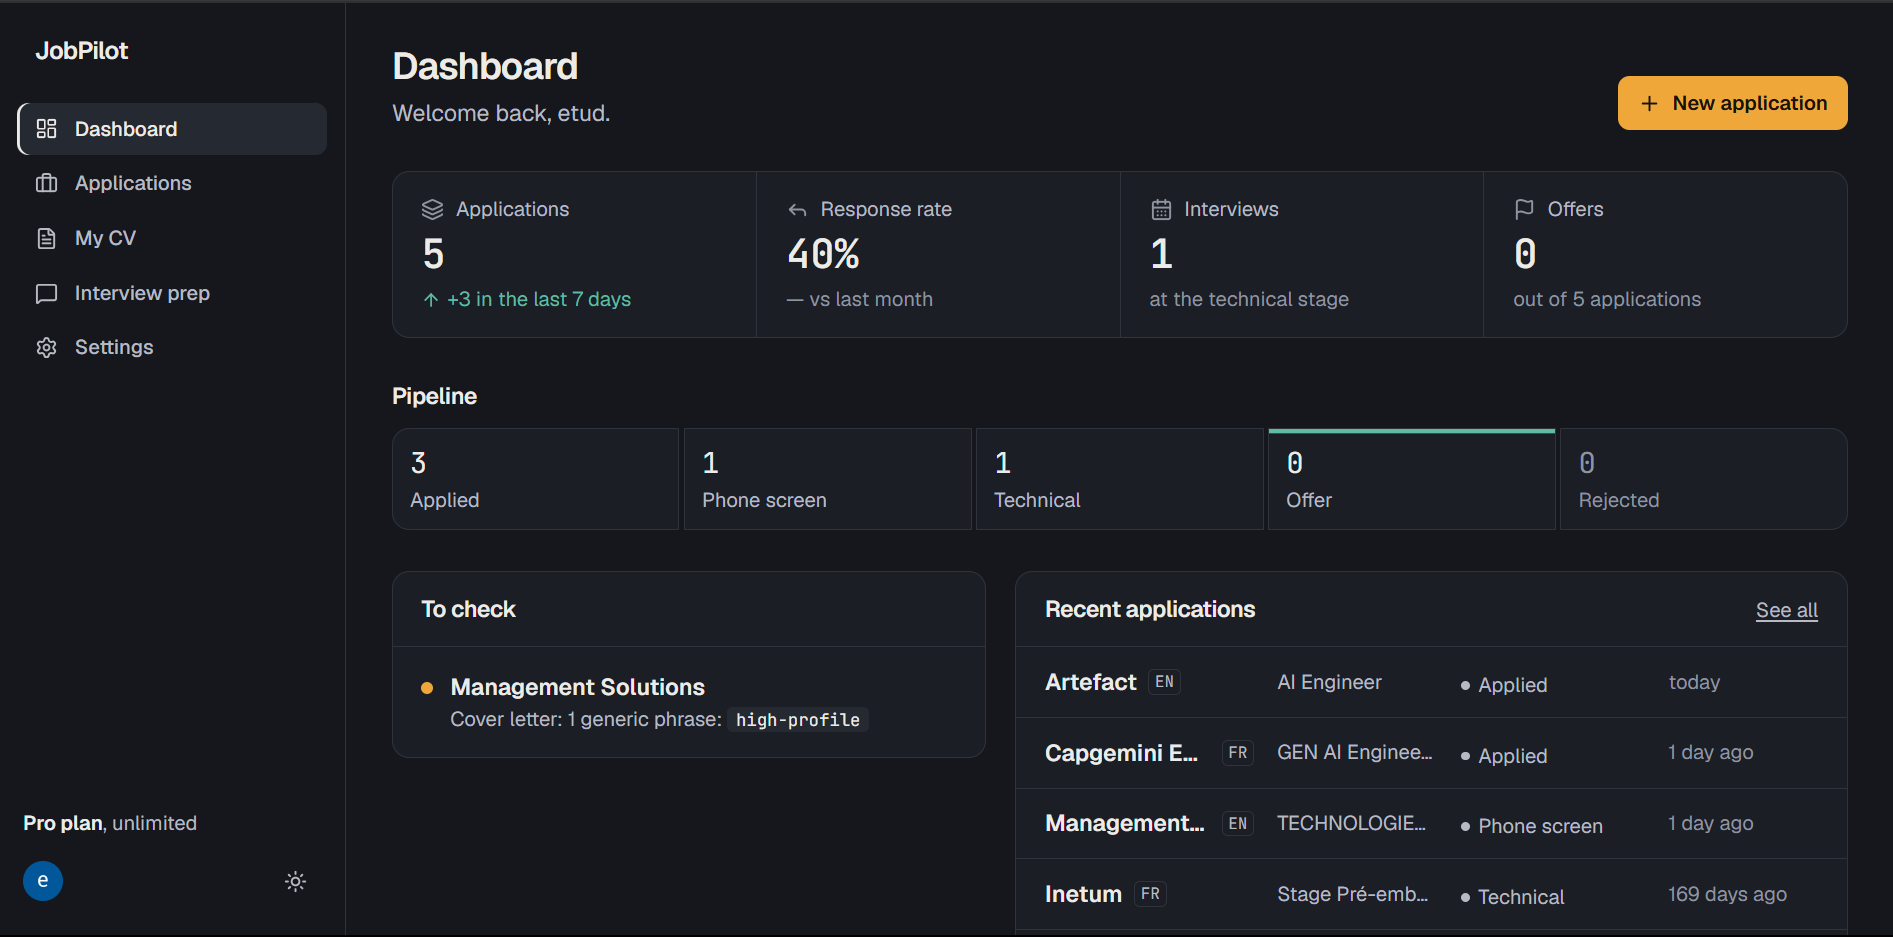 JobPilot
Dashboard
Applications
My CV
Interview prep
Settings
Pro plan, unlimited
e
Dashboard
Welcome back, etud.
+ New application
Applications
5
↑ +3 in the last 7 days
Response rate
40%
— vs last month
Interviews
1
at the technical stage
Offers
0
out of 5 applications
Pipeline
3
Applied
1
Phone screen
1
Technical
0
Offer
0
Rejected
To check
Management Solutions
Cover letter: 1 generic phrase: high-profile
Recent applications See all
Artefact EN AI Engineer Applied today
Capgemini E... FR GEN AI Enginee... Applied 1 day ago
Management... EN TECHNOLOGIE... Phone screen 1 day ago
Inetum FR Stage Pré-emb... Technical 169 days ago